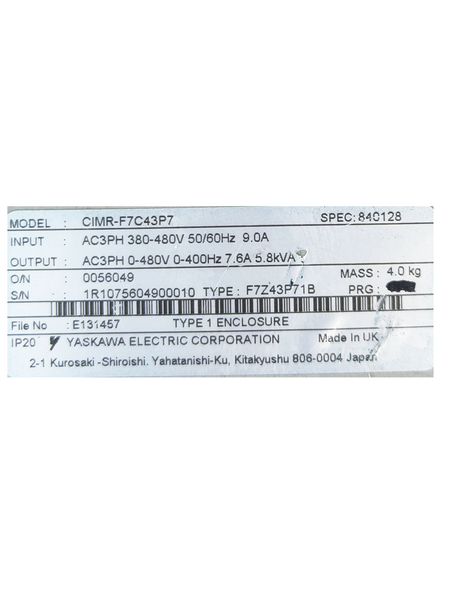 MODEL : CIMR-F7C43P7 SPEC: 840128
INPUT : AC3PH 380-480V 50/60Hz 9.0A
OUTPUT : AC3PH 0-480V 0-400Hz 7.6A 5.8kVA
O/N : 0056049 MASS : 4.0 kg
S/N : 1R1075604900010 TYPE : F7Z43P71B PRG :
File No : E131457 TYPE 1 ENCLOSURE
IP20 YASKAWA ELECTRIC CORPORATION Made In UK
2-1 Kurosaki -Shiroishi. Yahatanishi-Ku, Kitakyushu 806-0004 Japan